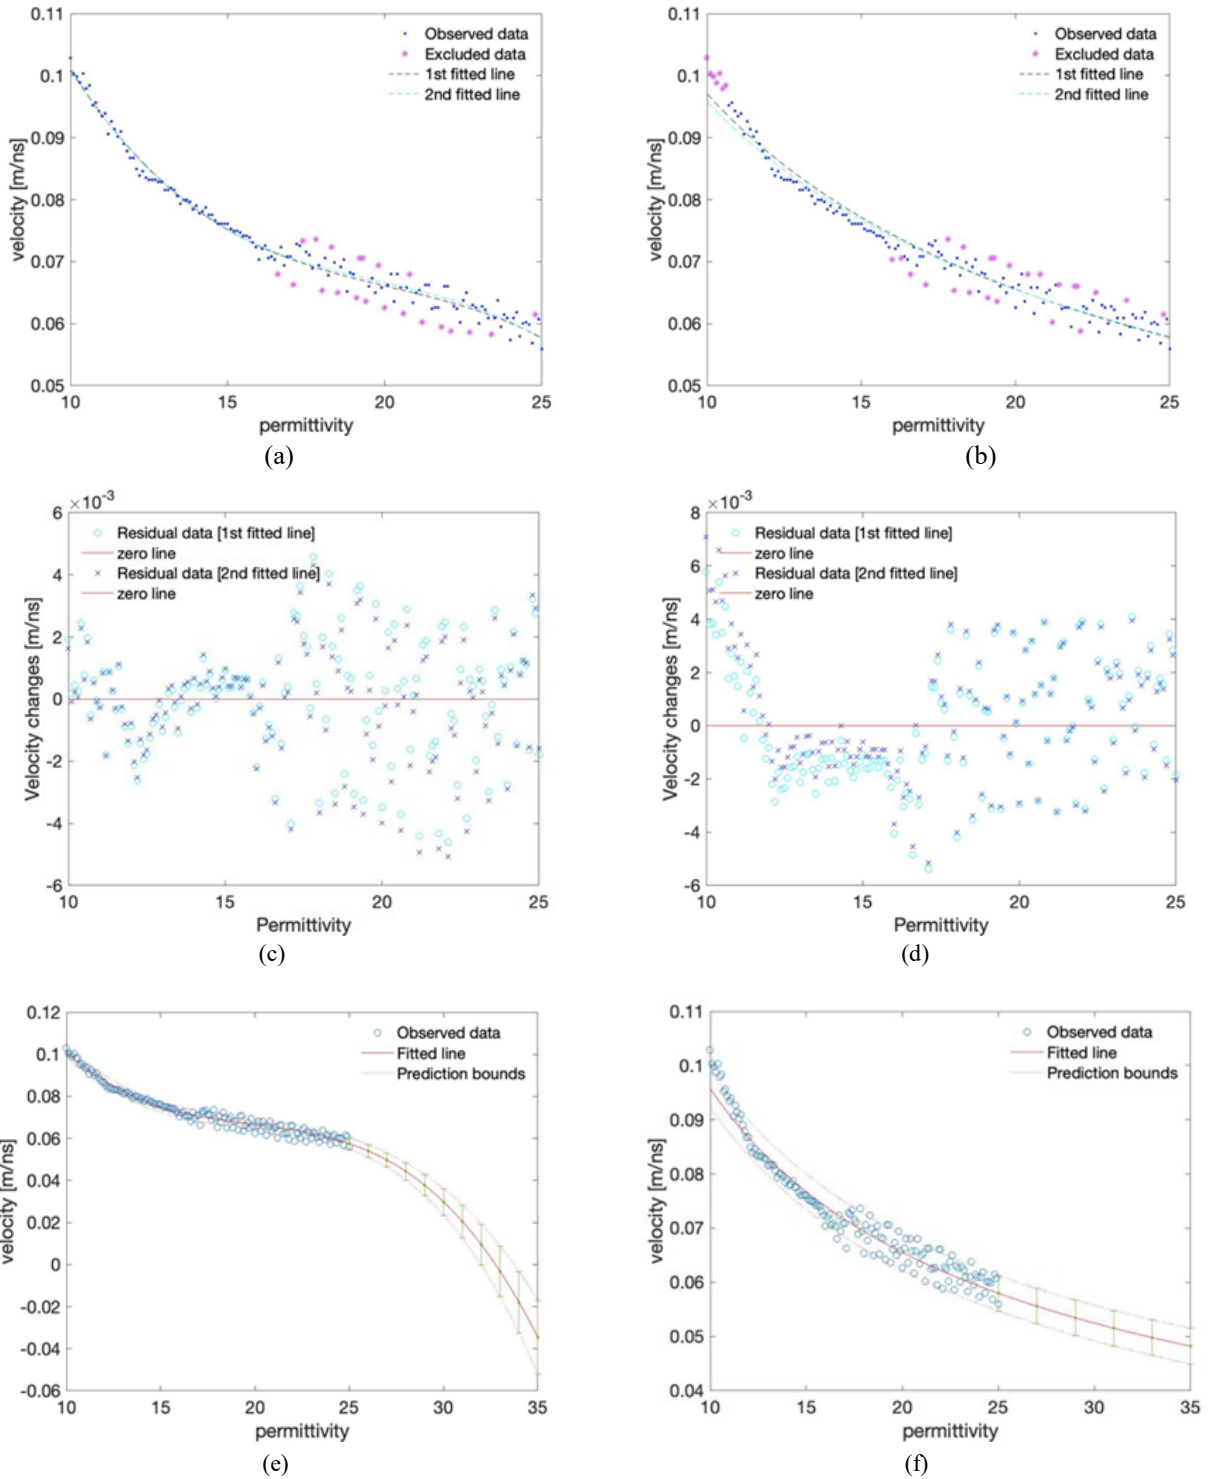 0.11
0.1
0.09
0.08
0.07
0.06
0.05
velocity [m/ns]
Observed data
Excluded data
1st fitted line
2nd fitted line
10
15
20
25
permittivity
(a)
0.11
0.1
0.09
0.08
0.07
0.06
0.05
velocity [m/ns]
Observed data
Excluded data
1st fitted line
2nd fitted line
10
15
20
25
permittivity
(b)
×10-3
6
4
2
0
-2
-4
-6
Velocity changes [m/ns]
Residual data [1st fitted line]
zero line
Residual data [2nd fitted line]
zero line
10
15
20
25
Permittivity
(c)
×10-3
8
6
4
2
0
-2
-4
-6
Velocity changes [m/ns]
Residual data [1st fitted line]
zero line
Residual data [2nd fitted line]
zero line
10
15
20
25
Permittivity
(d)
0.12
0.1
0.08
0.06
0.04
0.02
0
-0.02
-0.04
-0.06
velocity [m/ns]
Observed data
Fitted line
Prediction bounds
10
15
20
25
30
35
permittivity
(e)
0.11
0.1
0.09
0.08
0.07
0.06
0.05
0.04
velocity [m/ns]
Observed data
Fitted line
Prediction bounds
10
15
20
25
30
35
permittivity
(f)